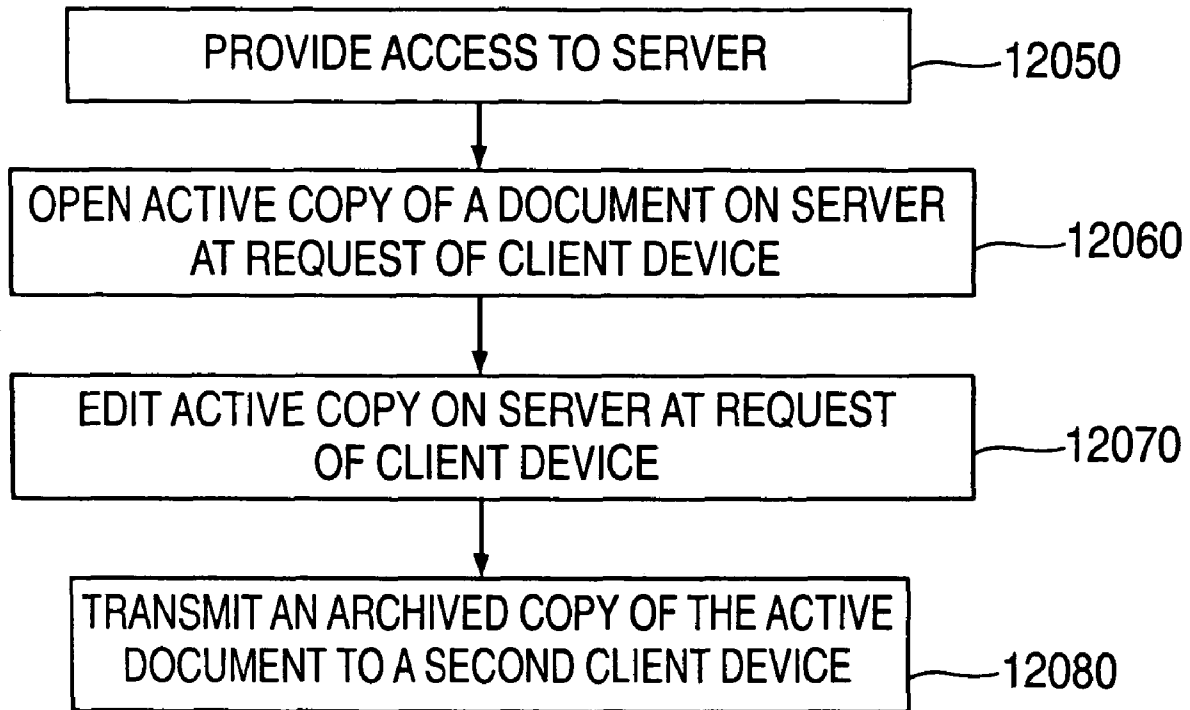 PROVIDE ACCESS TO SERVER
12050
OPEN ACTIVE COPY OF A DOCUMENT ON SERVER
AT REQUEST OF CLIENT DEVICE
12060
EDIT ACTIVE COPY ON SERVER AT REQUEST
OF CLIENT DEVICE
12070
TRANSMIT AN ARCHIVED COPY OF THE ACTIVE
DOCUMENT TO A SECOND CLIENT DEVICE
12080